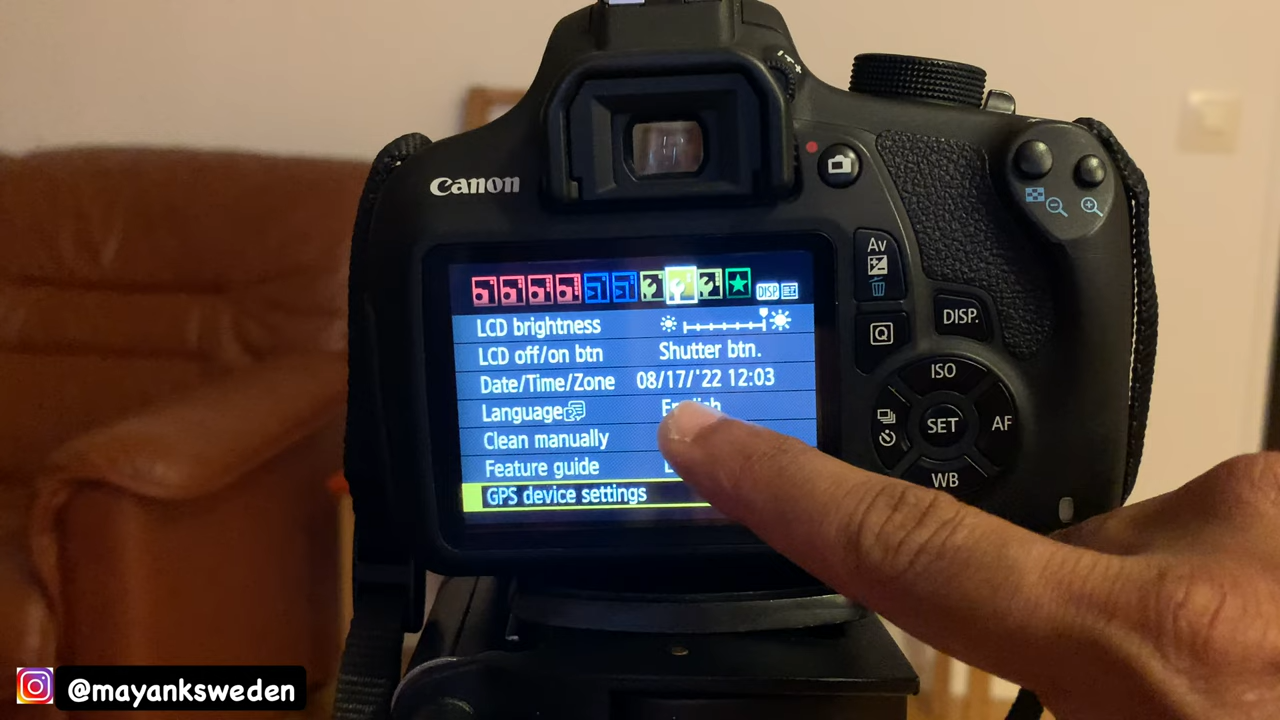 Canon
Av
DISP.
Q
ISO
AF
SET
WB
DISP
LCD brightness
LCD off/on btn Shutter btn.
Date/Time/Zone 08/17/'22 12:03
Language English
Clean manually
Feature guide
GPS device settings
@mayanksweden